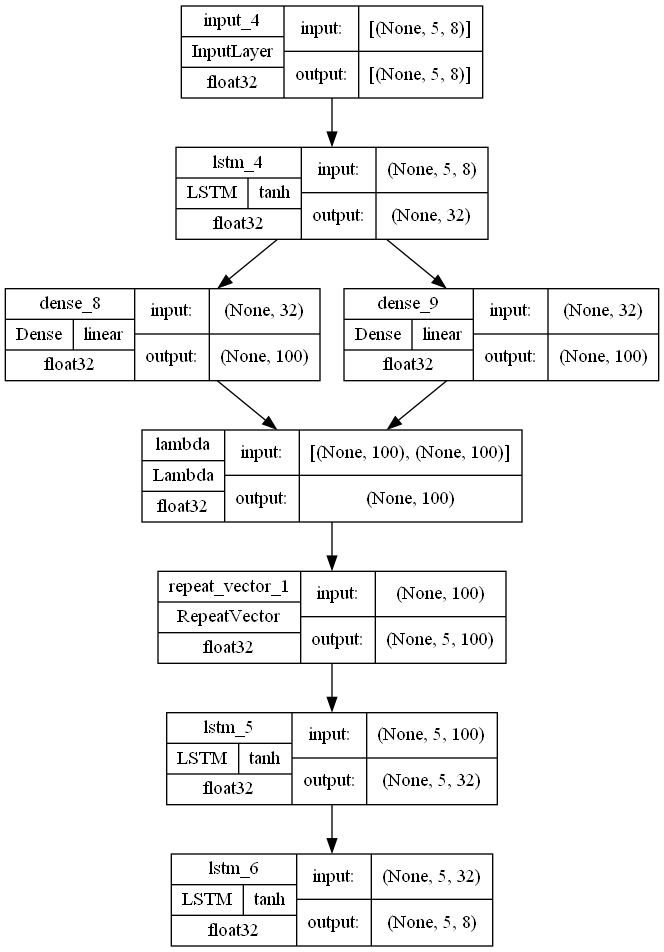 input_4
InputLayer
float32
input:
[(None, 5, 8)]
output:
[(None, 5, 8)]
lstm_4
LSTM tanh
float32
input:
(None, 5, 8)
output:
(None, 32)
dense_8
Dense linear
float32
input:
(None, 32)
output:
(None, 100)
dense_9
Dense linear
float32
input:
(None, 32)
output:
(None, 100)
lambda
Lambda
float32
input:
[(None, 100), (None, 100)]
output:
(None, 100)
repeat_vector_1
RepeatVector
float32
input:
(None, 100)
output:
(None, 5, 100)
lstm_5
LSTM tanh
float32
input:
(None, 5, 100)
output:
(None, 5, 32)
lstm_6
LSTM tanh
float32
input:
(None, 5, 32)
output:
(None, 5, 8)